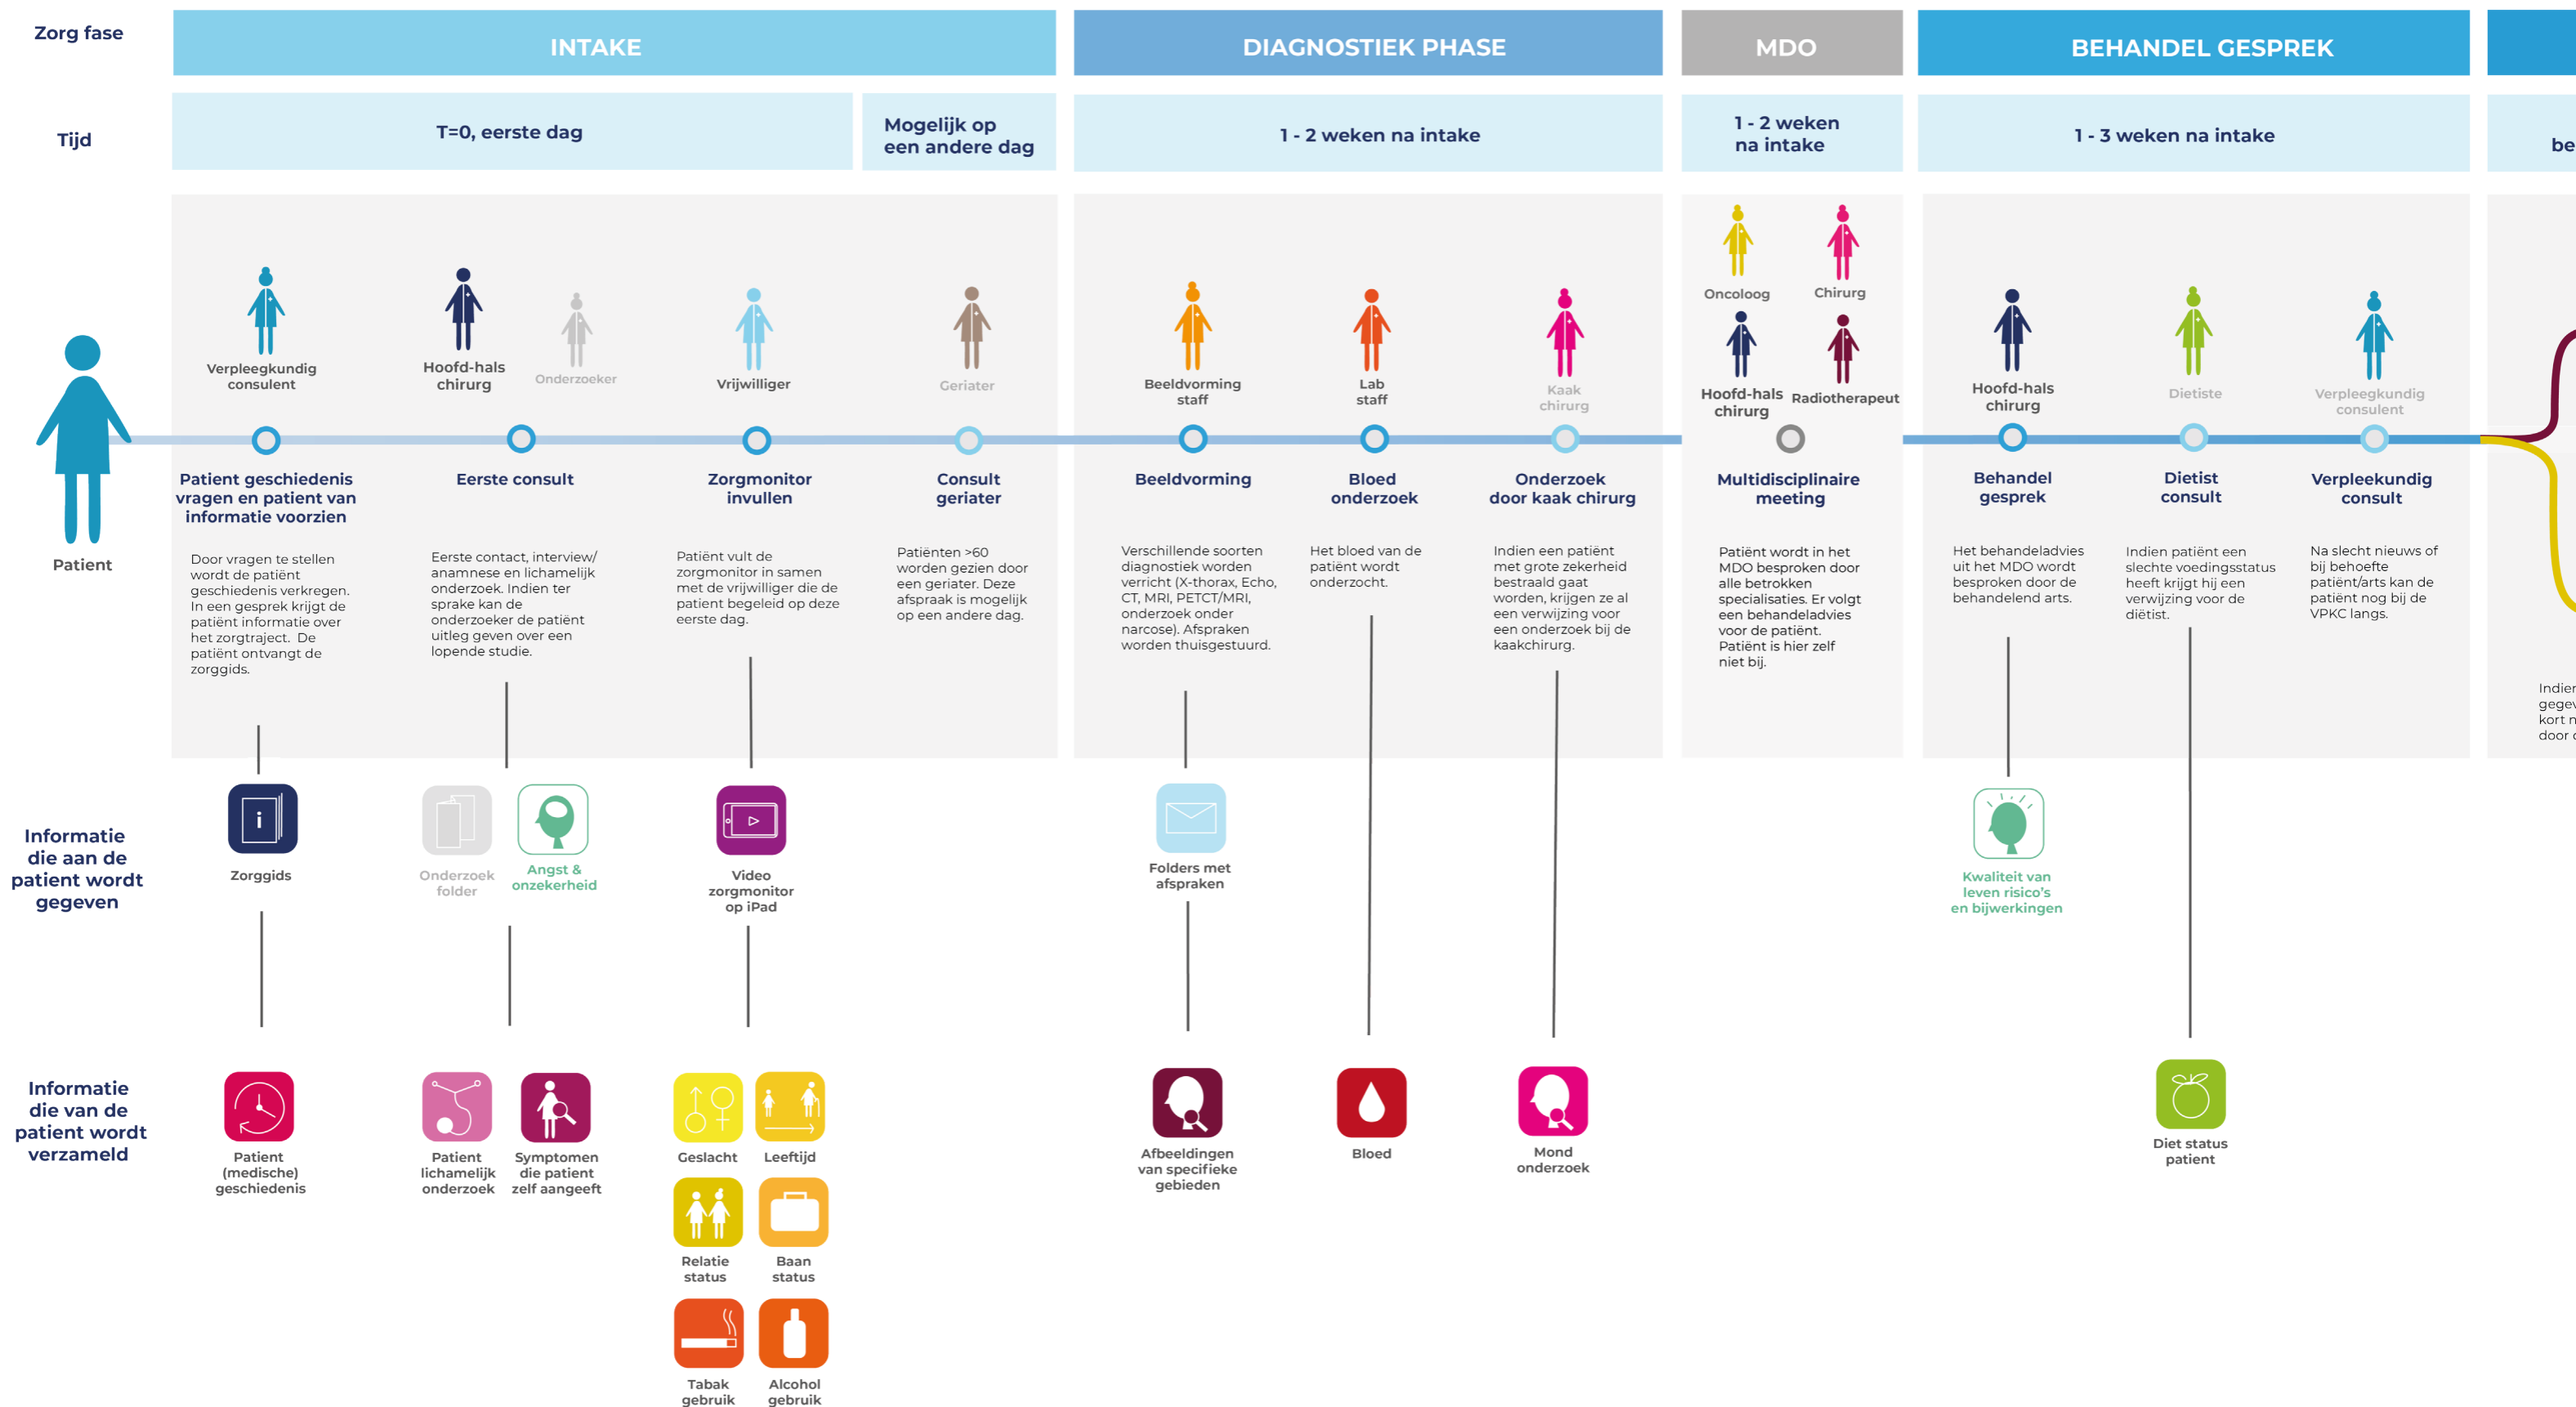 Zorg fase
INTAKE
DIAGNOSTIEK PHASE
MDO
BEHANDEL GESPREK
Tijd
T=0, eerste dag
Mogelijk op
een andere dag
1 - 2 weken na intake
1 - 2 weken
na intake
1 - 3 weken na intake
be
Patient
Verpleegkundig
consulent
Hoofd-hals
chirurg
Onderzoeker
Vrijwilliger
Geriater
Beeldvorming
staff
Lab
staff
Kaak
chirurg
Oncoloog
Chirurg
Hoofd-hals
chirurg
Radiotherapeut
Hoofd-hals
chirurg
Dietiste
Verpleegkundig
consulent
Patient geschiedenis
vragen en patient van
informatie voorzien
Door vragen te stellen
wordt de patiënt
geschiedenis verkregen.
In een gesprek krijgt de
patiënt informatie over
het zorgtraject. De
patiënt ontvangt de
zorggids.
Eerste consult
Eerste contact, interview/
anamnese en lichamelijk
onderzoek. Indien ter
sprake kan de
onderzoeker de patiënt
uitleg geven over een
lopende studie.
Zorgmonitor
invullen
Patiënt vult de
zorgmonitor in samen
met de vrijwilliger die de
patient begeleid op deze
eerste dag.
Consult
geriater
Patiënten >60
worden gezien door
een geriater. Deze
afspraak is mogelijk
op een andere dag.
Beeldvorming
Verschillende soorten
diagnostiek worden
verricht (X-thorax, Echo,
CT, MRI, PETCT/MRI,
onderzoek onder
narcose). Afspraken
worden thuisgestuurd.
Bloed
onderzoek
Het bloed van de
patiënt wordt
onderzocht.
Onderzoek
door kaak chirurg
Indien een patiënt
met grote zekerheid
bestraald gaat
worden, krijgen ze al
een verwijzing voor
een onderzoek bij de
kaakchirurg.
Multidisciplinaire
meeting
Patiënt wordt in het
MDO besproken door
alle betrokken
specialisaties. Er volgt
een behandeladvies
voor de patiënt.
Patiënt is hier zelf
niet bij.
Behandel
gesprek
Het behandeladvies
uit het MDO wordt
besproken door de
behandelend arts.
Dietist
consult
Indien patiënt een
slechte voedingsstatus
heeft krijgt hij een
verwijzing voor de
diëtist.
Verpleekundig
consult
Na slecht nieuws of
bij behoefte
patiënt/arts kan de
patiënt nog bij de
VPKC langs.
Indien
gegev
kort n
door
Informatie
die aan de
patient wordt
gegeven
i
Zorggids
Onderzoek
folder
Angst &
onzekerheid
Video
zorgmonitor
op iPad
Folders met
afspraken
Kwaliteit van
leven risico's
en bijwerkingen
Informatie
die van de
patient wordt
verzameld
Patient
(medische)
geschiedenis
Patient
lichamelijk
onderzoek
Symptomen
die patient
zelf aangeeft
Geslacht
Leeftijd
Relatie
status
Baan
status
Tabak
gebruik
Alcohol
gebruik
Afbeeldingen
van specifieke
gebieden
Bloed
Mond
onderzoek
Diet status
patient